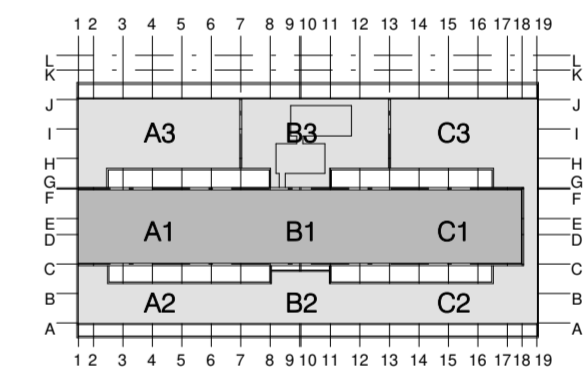 1 2 3 4 5 6 7 8 9 10 11 12 13 14 15 16 17 18 19
L L
K K
J J
A3 B3 C3
I I
H H
G G
F F
A1 B1 C1
E E
D D
C C
A2 B2 C2
B B
A A
1 2 3 4 5 6 7 8 9 10 11 12 13 14 15 16 17 18 19